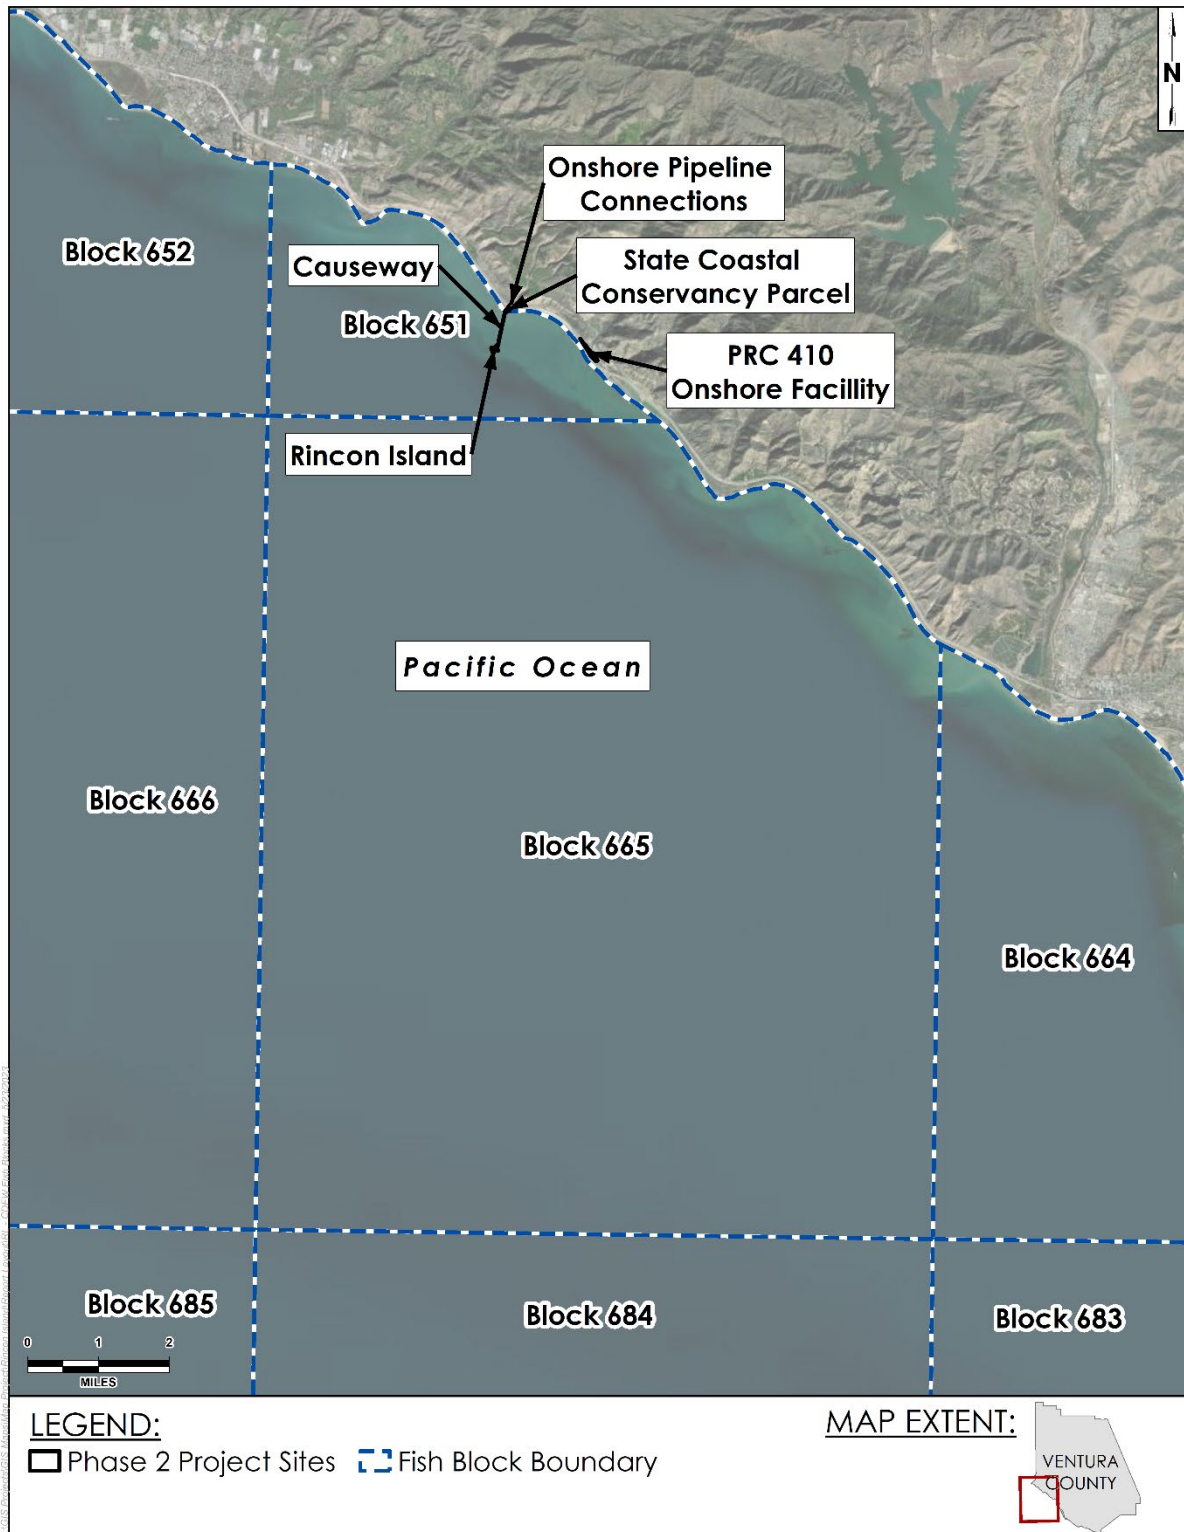 N
Onshore Pipeline
Connections
Block 652
Causeway
State Coastal
Conservancy Parcel
Block 651
PRC 410
Onshore Facillity
Rincon Island
Pacific Ocean
Block 666
Block 665
Block 664
Block 685
Block 684
Block 683
0 1 2
MILES
LEGEND:
Phase 2 Project Sites
Fish Block Boundary
MAP EXTENT:
VENTURA
COUNTY